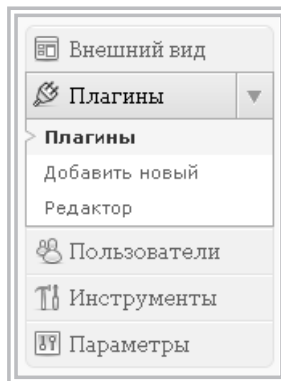 Внешний вид
Плагины
Плагины
Добавить новый
Редактор
Пользователи
Инструменты
Параметры